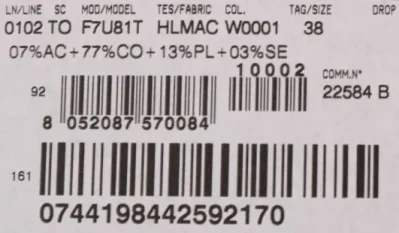 LN/LINE SC MOD/MODEL TES/FABRIC COL. TAG/SIZE DROP
0102 TO F7U81T HLMAC W0001 38
07%AC+77%CO+13%PL+03%SE
10002 COMM.N°
92 22584 B
8 052087 570084
161
0744198442592170